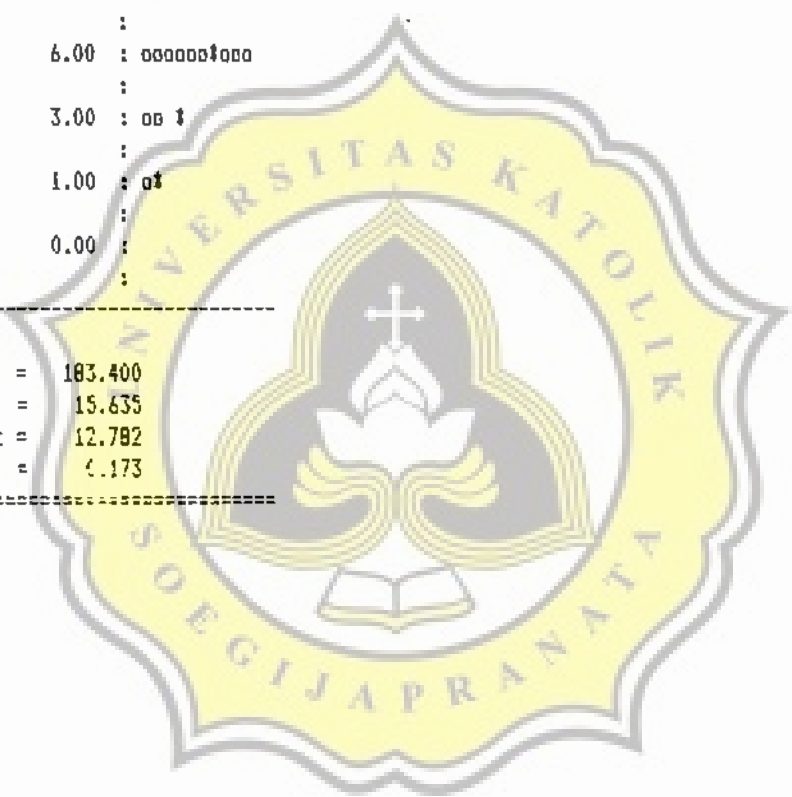 :
6.00 : oooooo*ooo
:
3.00 : oo *
:
1.00 : o*
:
0.00 :
:
--------------------------
= 183.400
= 15.635
= 12.782
==========================
UNIVERSITAS KATOLIK
SOEGIJAPRANATA